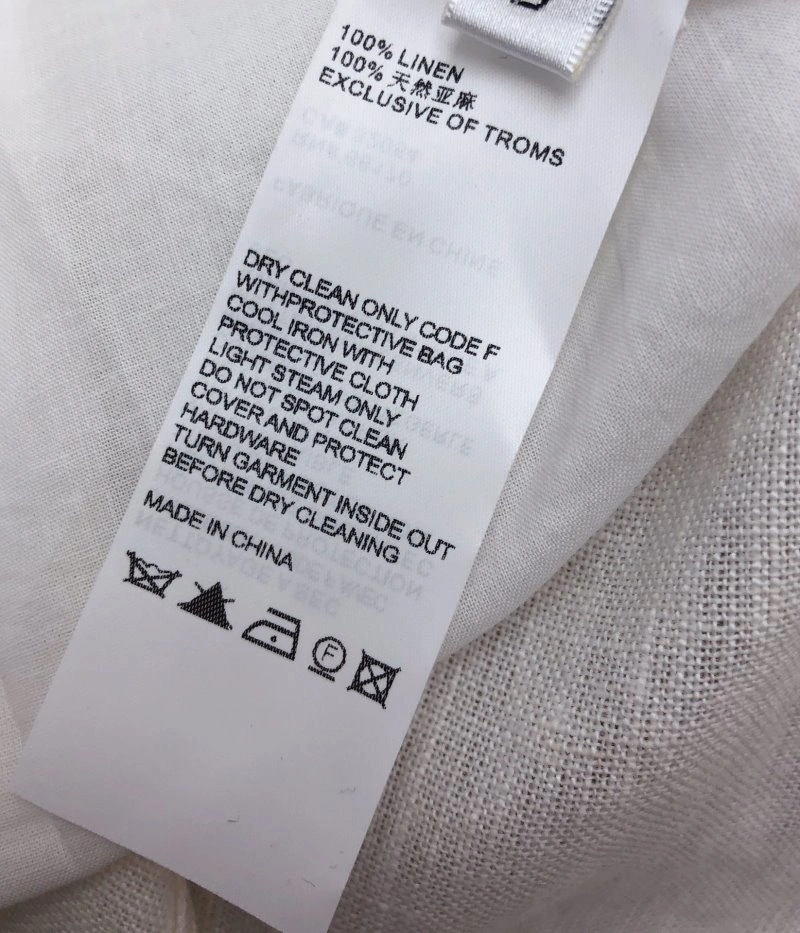 100% LINEN
100% 天然亚麻
EXCLUSIVE OF TROMS
DRY CLEAN ONLY CODE F
WITHPROTECTIVE BAG
COOL IRON WITH
PROTECTIVE CLOTH
LIGHT STEAM ONLY
DO NOT SPOT CLEAN
COVER AND PROTECT
HARDWARE
TURN GARMENT INSIDE OUT
BEFORE DRY CLEANING
MADE IN CHINA
F